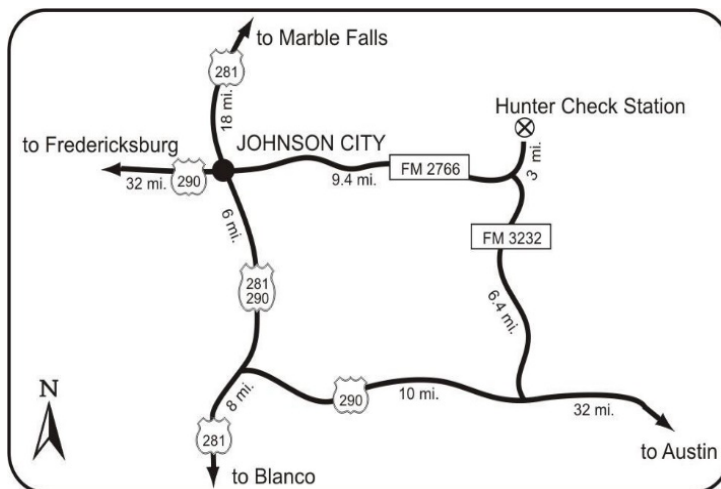 to Marble Falls
281
18 mi.
Hunter Check Station
to Fredericksburg
JOHNSON CITY
32 mi.
290
9.4 mi.
FM 2766
3 mi.
6 mi.
FM 3232
281
290
6.4 mi.
N
8 mi.
290
10 mi.
32 mi.
281
to Austin
to Blanco